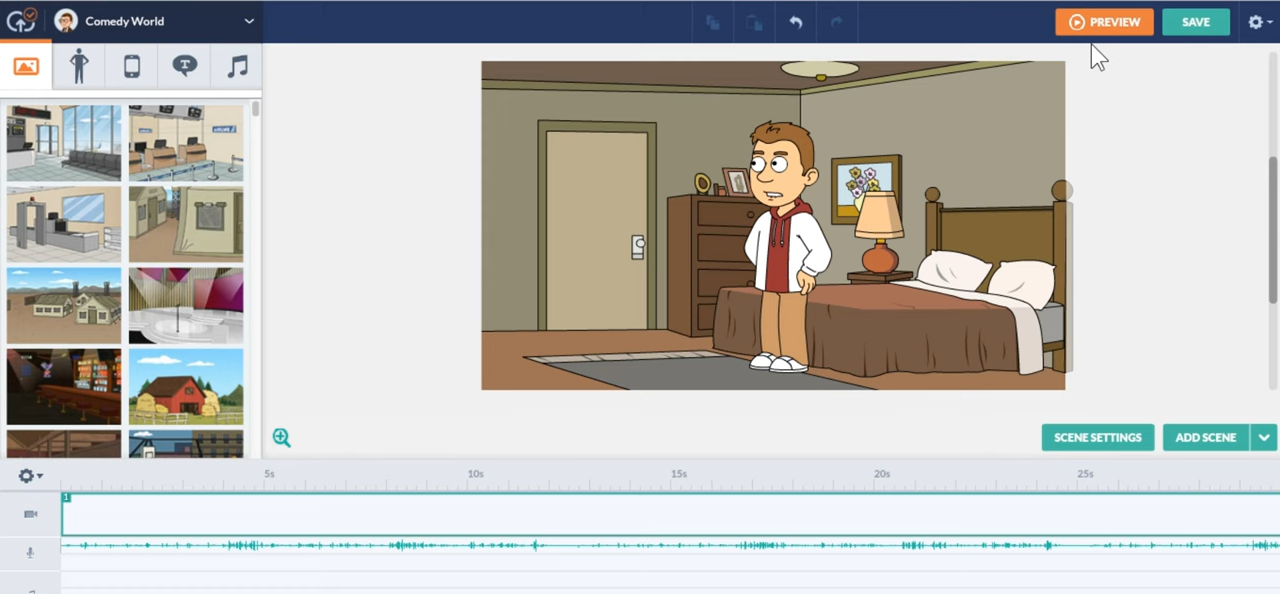 Comedy World
PREVIEW
SAVE
T
SCENE SETTINGS
ADD SCENE
5s
10s
15s
20s
25s
1